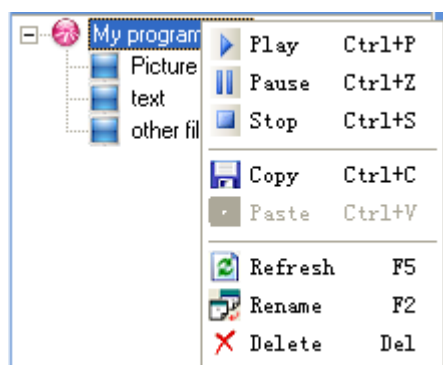 My program
Picture
text
other fil
Play Ctrl+P
Pause Ctrl+Z
Stop Ctrl+S
Copy Ctrl+C
Paste Ctrl+V
Refresh F5
Rename F2
Delete Del